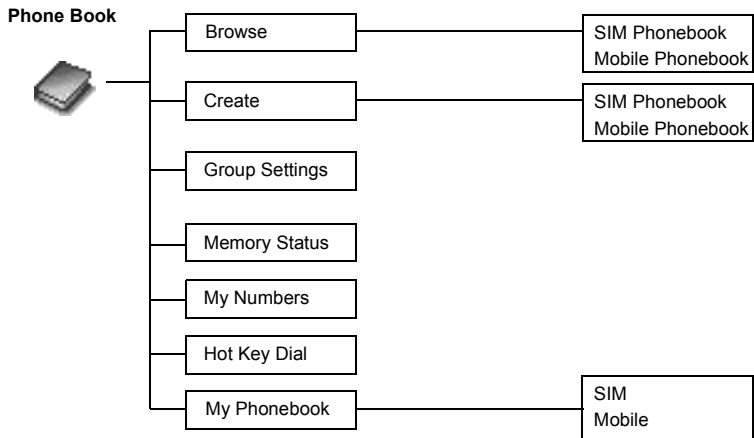 Phone Book
Browse
SIM Phonebook
Mobile Phonebook
Create
SIM Phonebook
Mobile Phonebook
Group Settings
Memory Status
My Numbers
Hot Key Dial
My Phonebook
SIM
Mobile